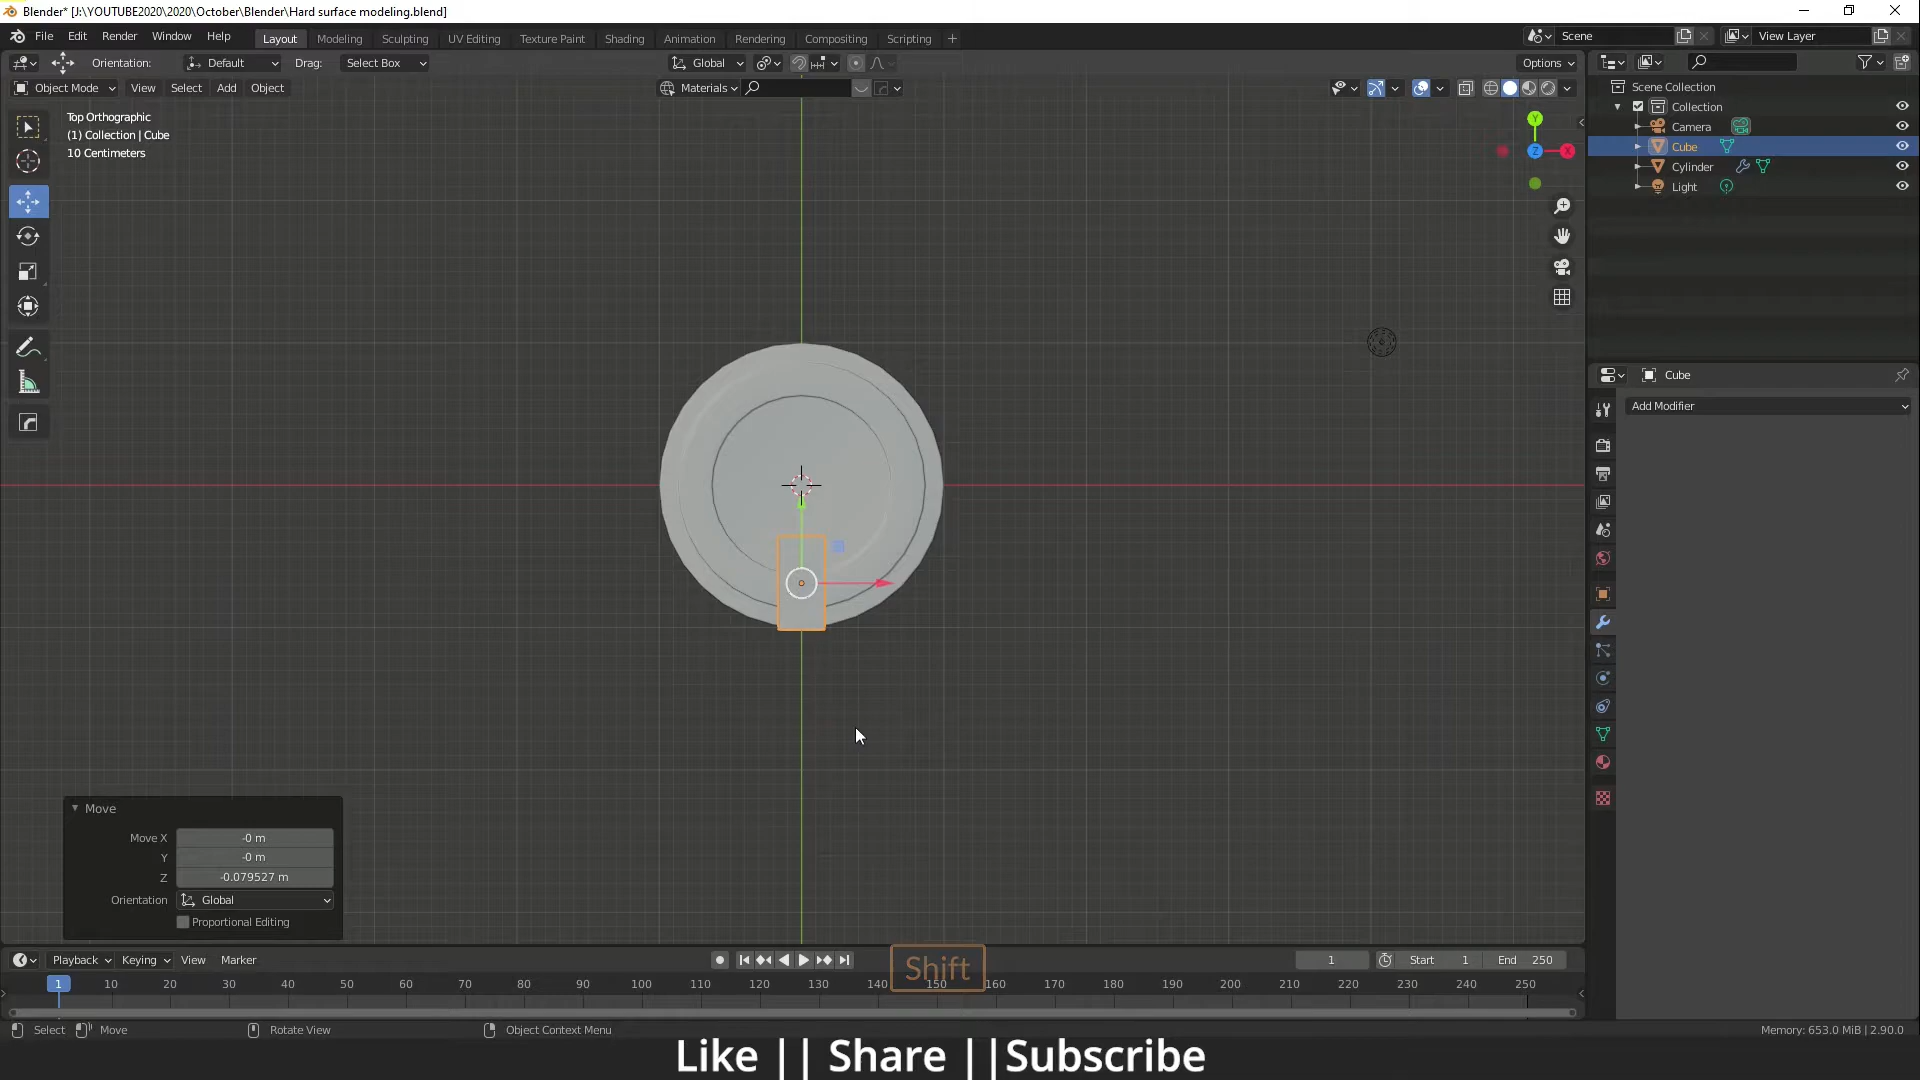 Blender* [J:\YOUTUBE2020\2020\October\Blender\Hard surface modeling.blend]
File Edit Render Window Help Layout Modeling Sculpting UV Editing Texture Paint Shading Animation Rendering Compositing Scripting + Scene View Layer
Orientation: Default Drag: Select Box Global Options
Object Mode View Select Add Object Materials
Scene Collection
Collection
Camera
Cube
Cylinder
Light
Top Orthographic
(1) Collection | Cube
10 Centimeters
Y
Z X
Cube
Add Modifier
Move
Move X -0 m
Y -0 m
Z -0.079527 m
Orientation Global
Proportional Editing
Playback Keying View Marker 1 Start 1 End 250
Shift
1 10 20 30 40 50 60 70 80 90 100 110 120 130 140 150 160 170 180 190 200 210 220 230 240 250
Select Move Rotate View Object Context Menu Memory: 653.0 MiB | 2.90.0
Like || Share ||Subscribe